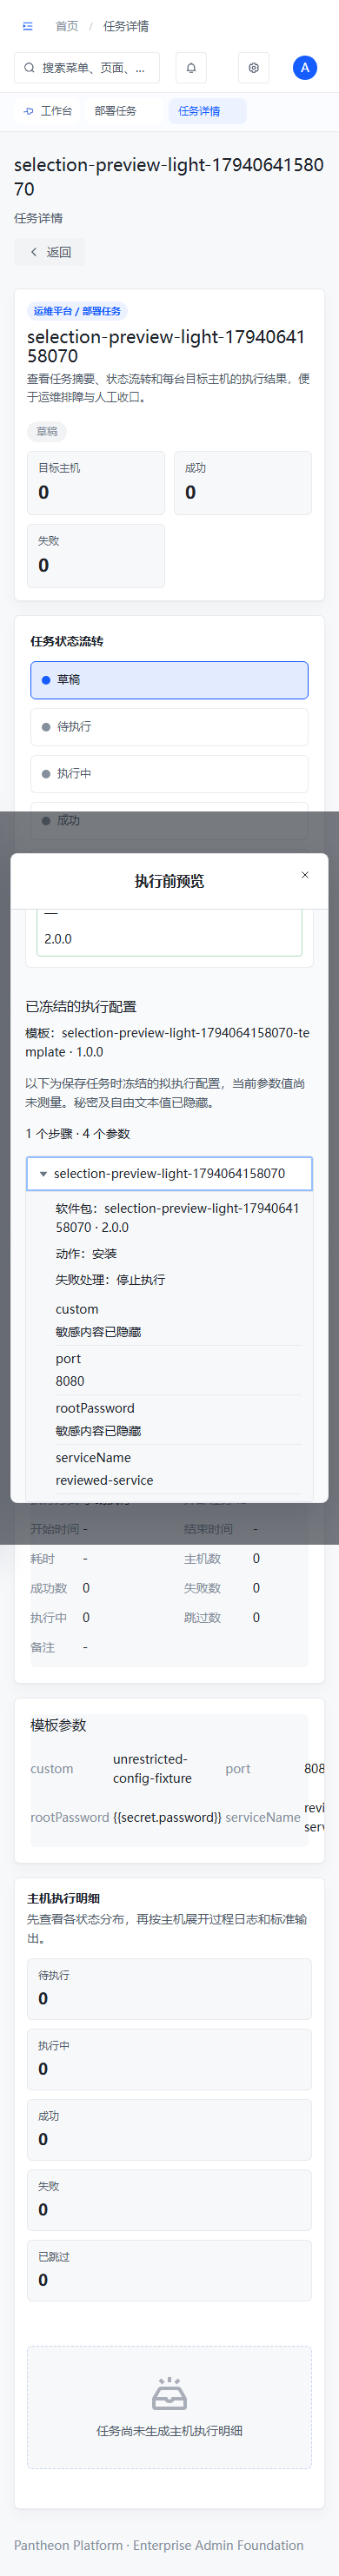 首页 / 任务详情
搜索菜单、页面、...
A
工作台 部署任务 任务详情
selection-preview-light-17940641580
70
任务详情
返回
运维平台 / 部署任务
selection-preview-light-17940641
58070
查看任务摘要、状态流转和每台目标主机的执行结果，便
于运维排障与人工收口。
草稿
目标主机 成功
0 0
失败
0
任务状态流转
草稿
待执行
执行中
成功
执行前预览
2.0.0
已冻结的执行配置
模板：selection-preview-light-1794064158070-te
mplate · 1.0.0
以下为保存任务时冻结的拟执行配置，当前参数值尚
未测量。秘密及自由文本值已隐藏。
1 个步骤 · 4 个参数
selection-preview-light-1794064158070
软件包：selection-preview-light-17940641
58070 · 2.0.0
动作：安装
失败处理：停止执行
custom
敏感内容已隐藏
port
8080
rootPassword
敏感内容已隐藏
serviceName
reviewed-service
开始时间 - 结束时间 -
耗时 - 主机数 0
成功数 0 失败数 0
执行中 0 跳过数 0
备注 -
模板参数
custom unrestricted-
config-fixture port 808
rootPassword {{secret.password}} serviceName revi
serv
主机执行明细
先查看各状态分布，再按主机展开过程日志和标准输
出。
待执行
0
执行中
0
成功
0
失败
0
已跳过
0
任务尚未生成主机执行明细
Pantheon Platform · Enterprise Admin Foundation